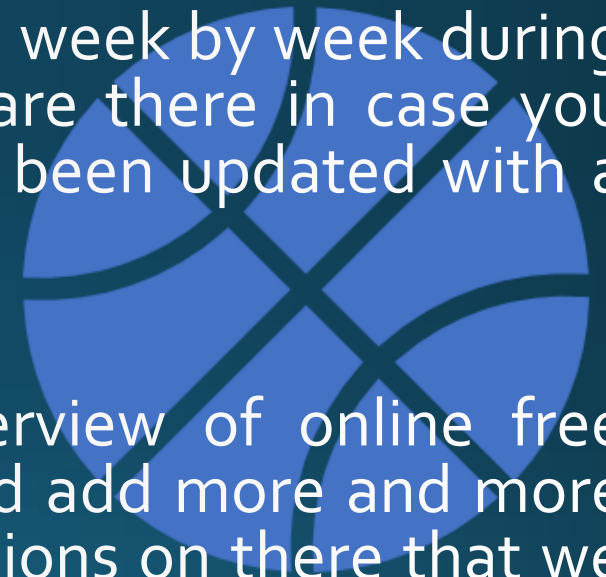 week by week during
are there in case you
been updated with a
erview of online free
d add more and more
ions on there that we